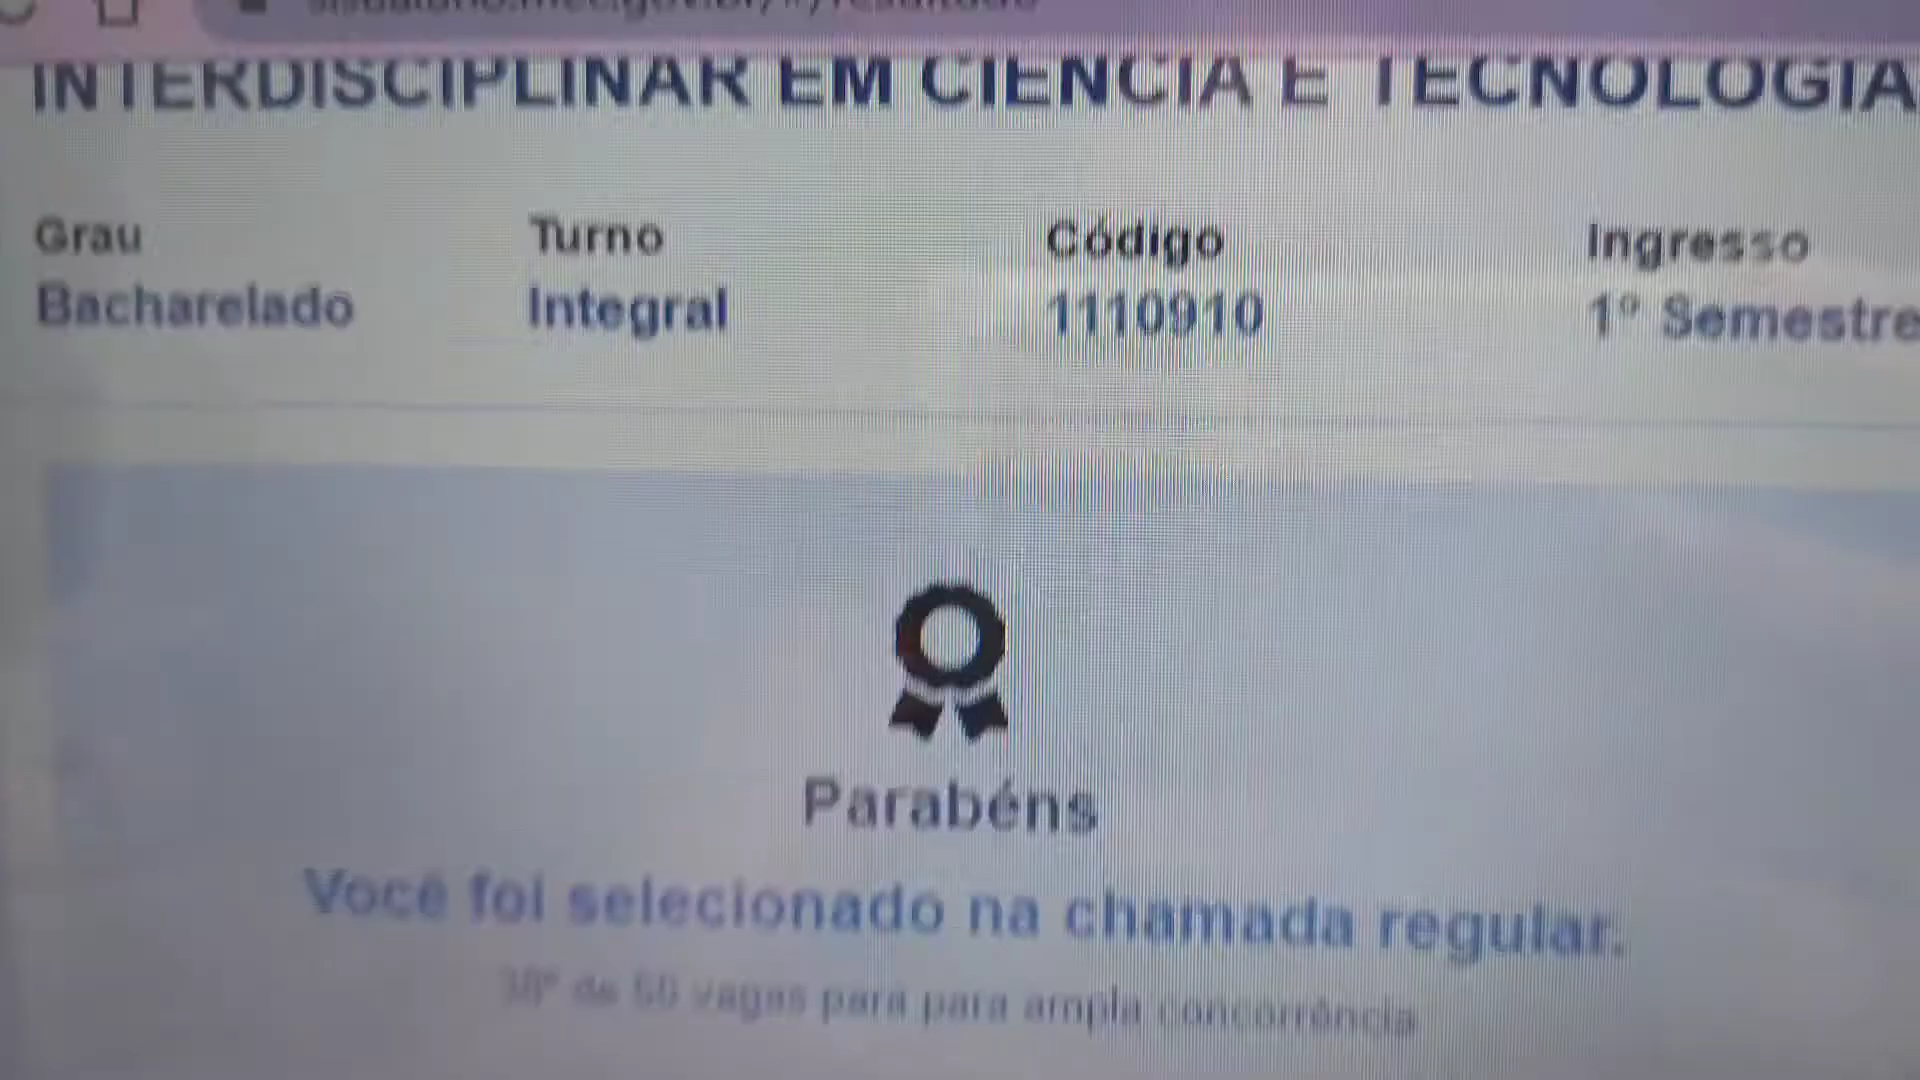 INTERDISCIPLINAR EM CIÊNCIA E TECNOLOGIA
Grau Turno Código Ingresso
Bacharelado Integral 1110910 1º Semestre
Parabéns
Você foi selecionado na chamada regular.
de vagas para para ampla concorrência